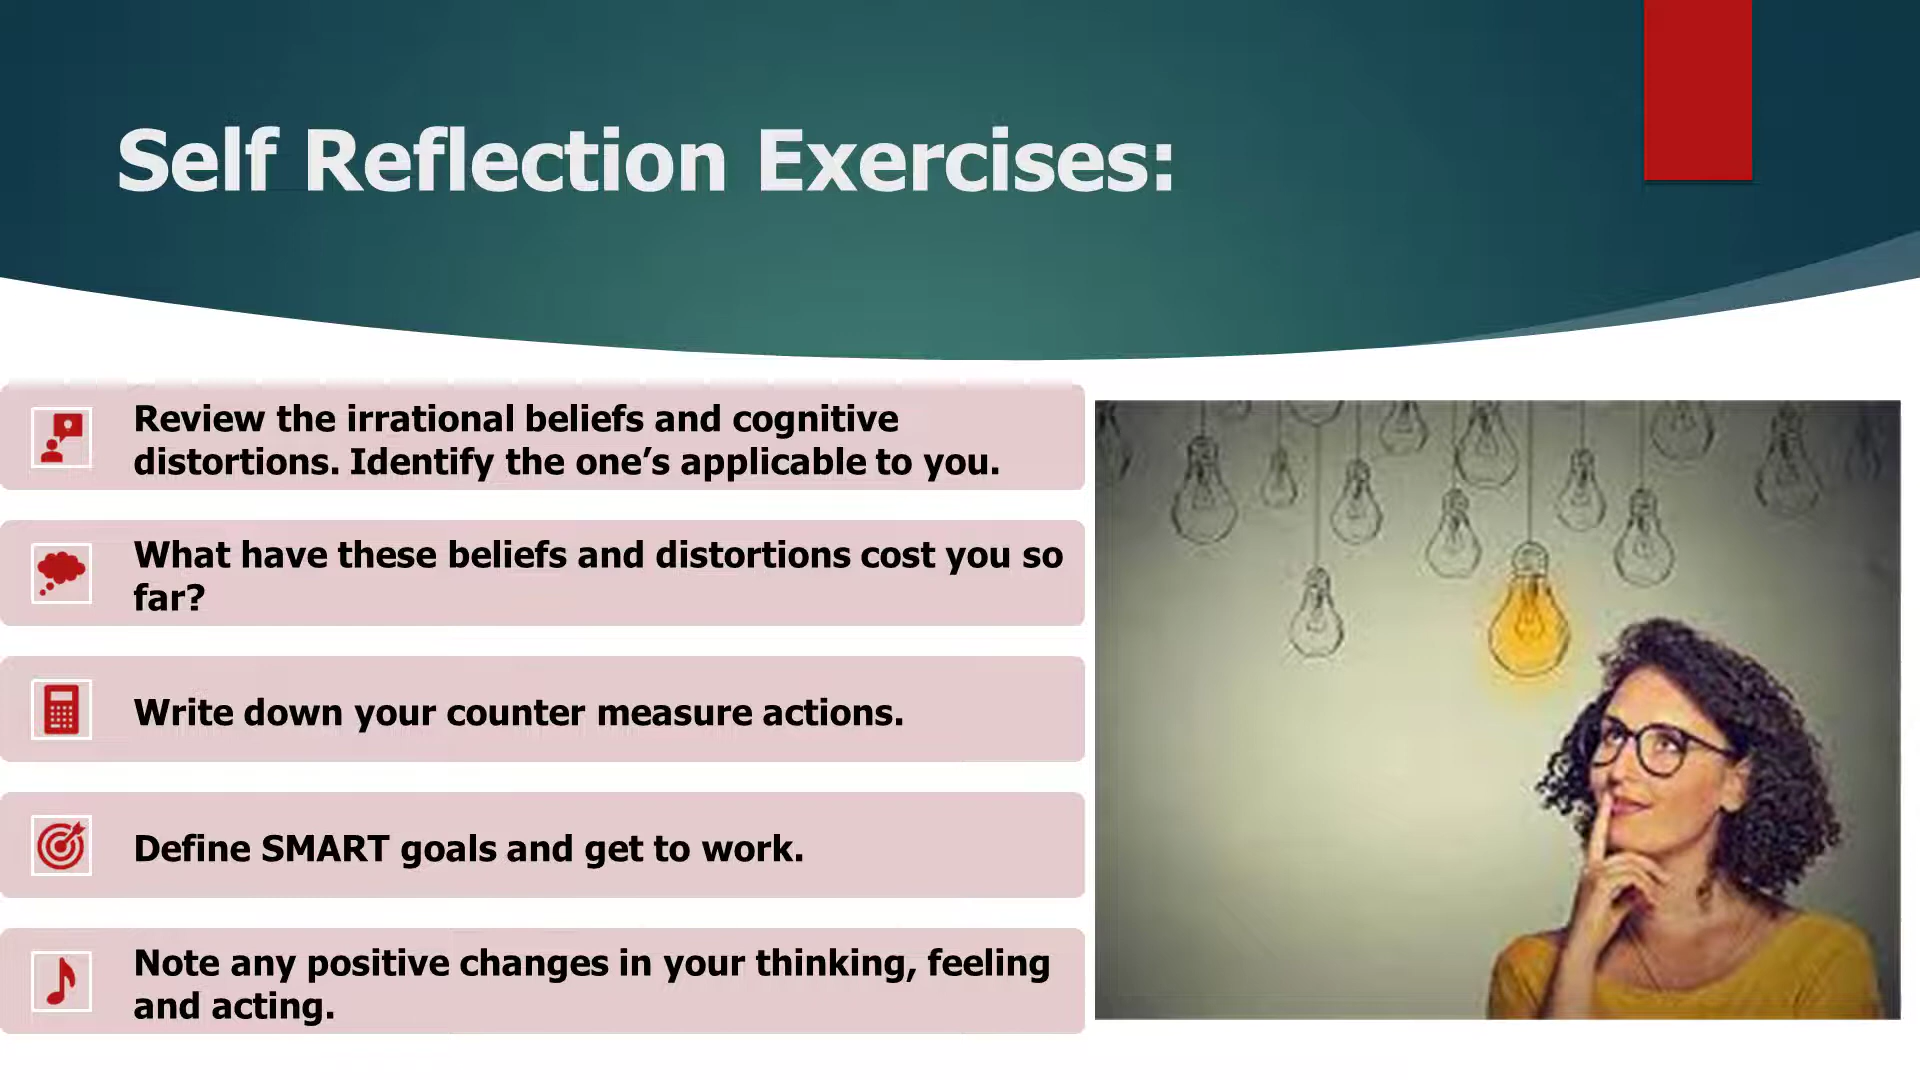 Self Reflection Exercises:
Review the irrational beliefs and cognitive
distortions. Identify the one’s applicable to you.
What have these beliefs and distortions cost you so
far?
Write down your counter measure actions.
Define SMART goals and get to work.
Note any positive changes in your thinking, feeling
and acting.